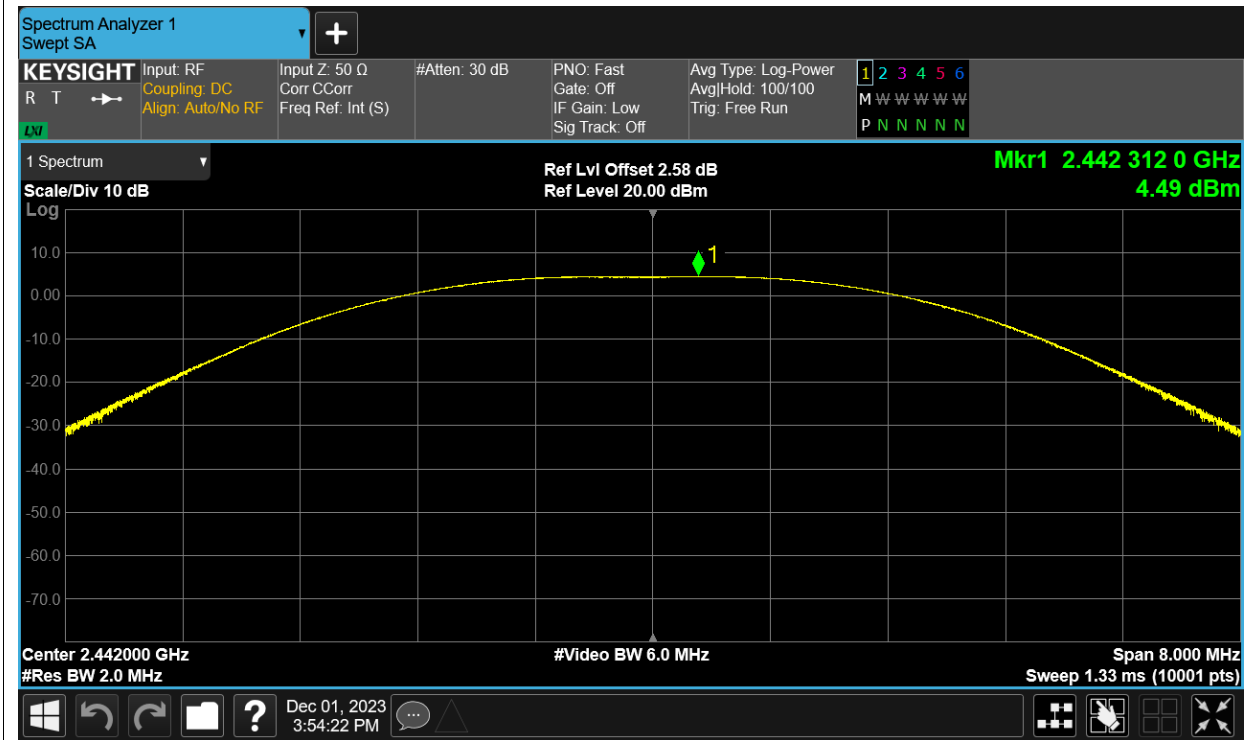 Spectrum Analyzer 1
Swept SA
KEYSIGHT
R T
LXI
Input: RF
Coupling: DC
Align: Auto/No RF
Input Z: 50 Ω
Corr CCorr
Freq Ref: Int (S)
#Atten: 30 dB
PNO: Fast
Gate: Off
IF Gain: Low
Sig Track: Off
Avg Type: Log-Power
Avg|Hold: 100/100
Trig: Free Run
1 2 3 4 5 6
M W W W W W
P N N N N N
1 Spectrum
Scale/Div 10 dB
Log
Ref Lvl Offset 2.58 dB
Ref Level 20.00 dBm
Mkr1 2.442 312 0 GHz
4.49 dBm
1
10.0
0.00
-10.0
-20.0
-30.0
-40.0
-50.0
-60.0
-70.0
Center 2.442000 GHz
#Res BW 2.0 MHz
#Video BW 6.0 MHz
Span 8.000 MHz
Sweep 1.33 ms (10001 pts)
?
Dec 01, 2023
3:54:22 PM